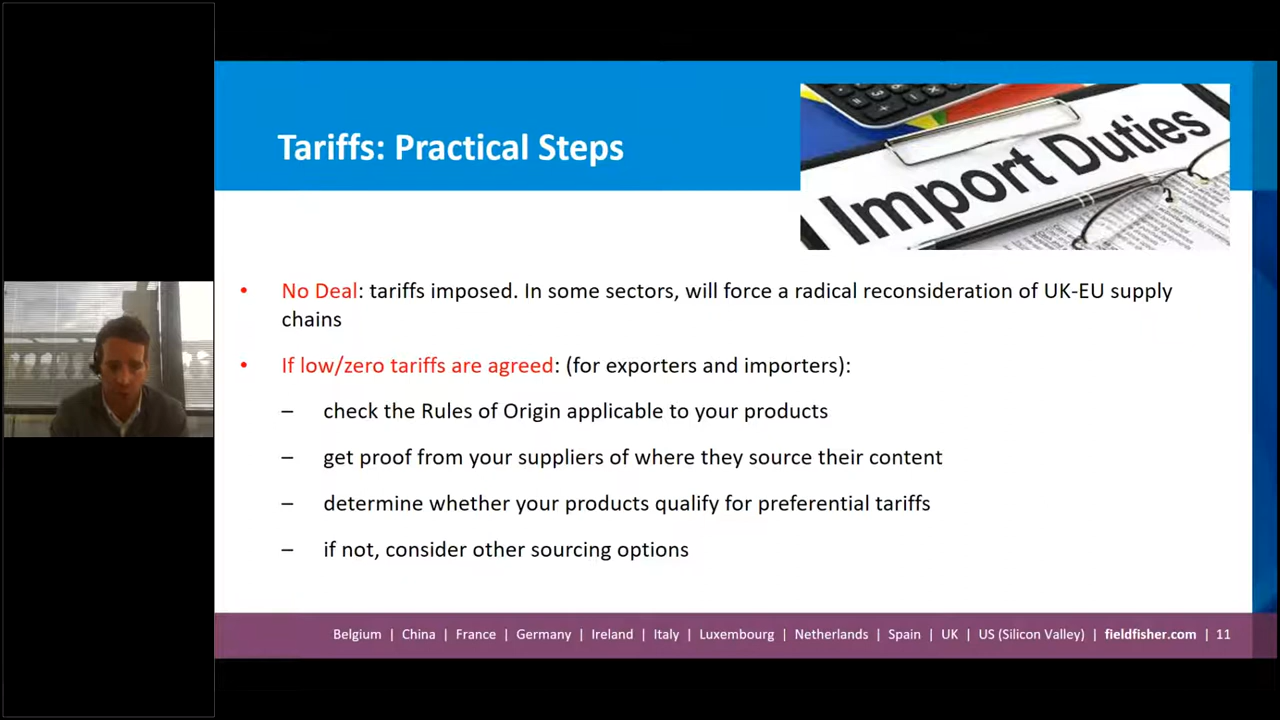 Tariffs: Practical Steps
Import Duties
• No Deal: tariffs imposed. In some sectors, will force a radical reconsideration of UK-EU supply
chains
• If low/zero tariffs are agreed: (for exporters and importers):
– check the Rules of Origin applicable to your products
– get proof from your suppliers of where they source their content
– determine whether your products qualify for preferential tariffs
– if not, consider other sourcing options
Belgium | China | France | Germany | Ireland | Italy | Luxembourg | Netherlands | Spain | UK | US (Silicon Valley) | fieldfisher.com | 11